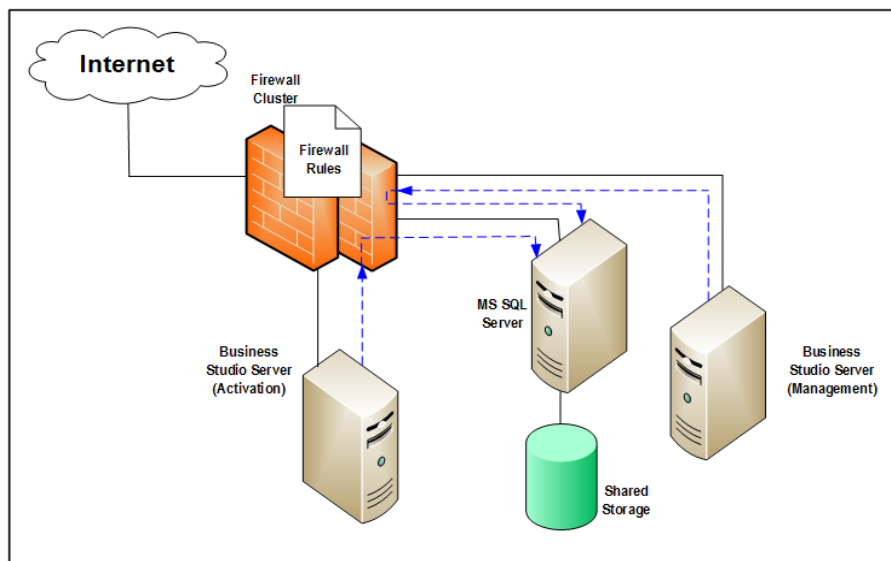 Internet
Firewall
Cluster
Firewall
Rules
MS SQL
Server
Business
Studio Server
(Activation)
Business
Studio Server
(Management)
Shared
Storage